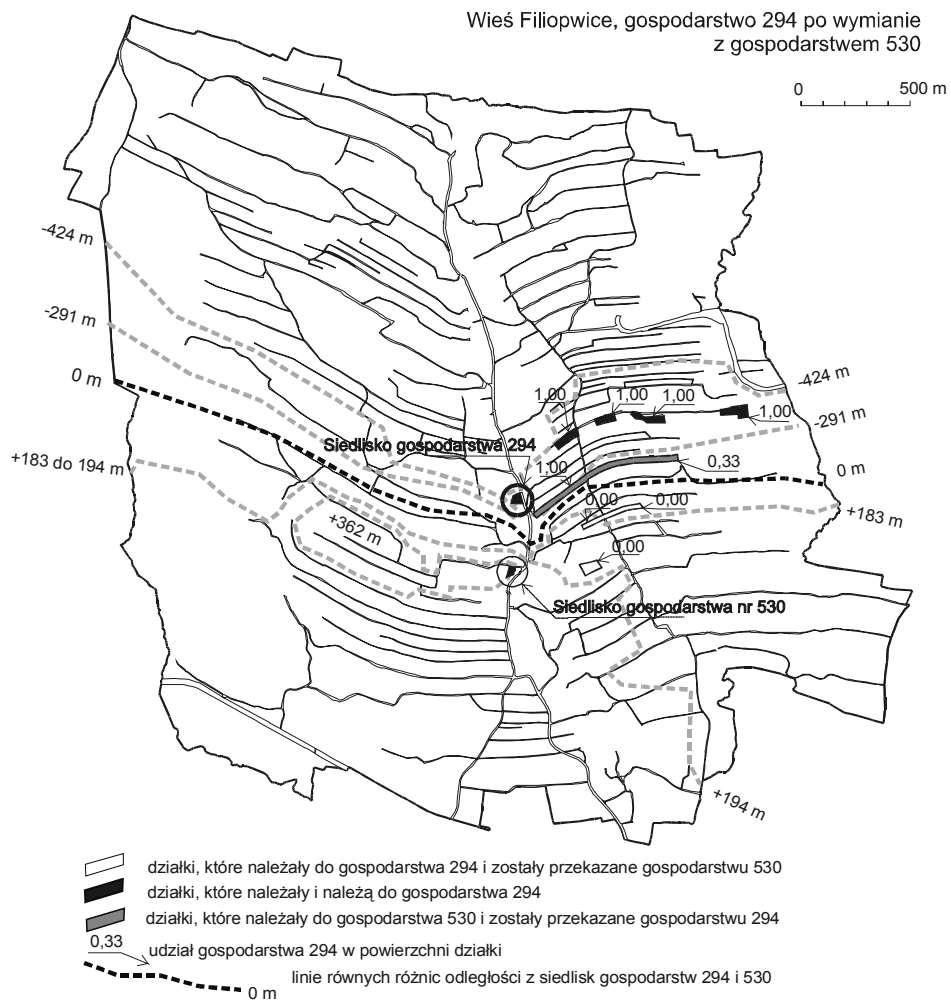 Wieś Filiopwice, gospodarstwo 294 po wymianie
z gospodarstwem 530
0 500 m
-424 m
-291 m
0 m
+183 do 194 m
-424 m
-291 m
0 m
+183 m
1,00
1,00
1,00
1,00
Siedlisko gospodarstwa 294
1,00
0,33
0,00
0,00
+362 m
0,00
Siedlisko gospodarstwa nr 530
+194 m
działki, które należały do gospodarstwa 294 i zostały przekazane gospodarstwu 530
działki, które należały i należą do gospodarstwa 294
działki, które należały do gospodarstwa 530 i zostały przekazane gospodarstwu 294
0,33 udział gospodarstwa 294 w powierzchni działki
0 m linie równych różnic odległości z siedlisk gospodarstw 294 i 530